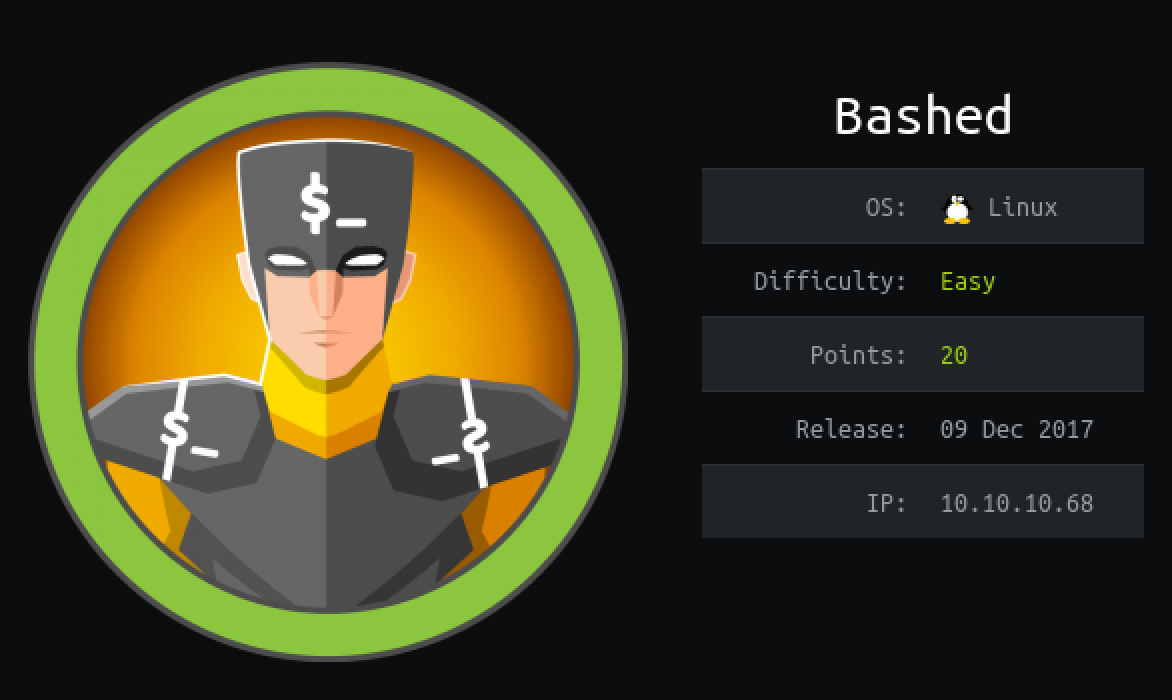 Bashed
OS: Linux
Difficulty: Easy
Points: 20
Release: 09 Dec 2017
IP: 10.10.10.68
$_
$_
$_